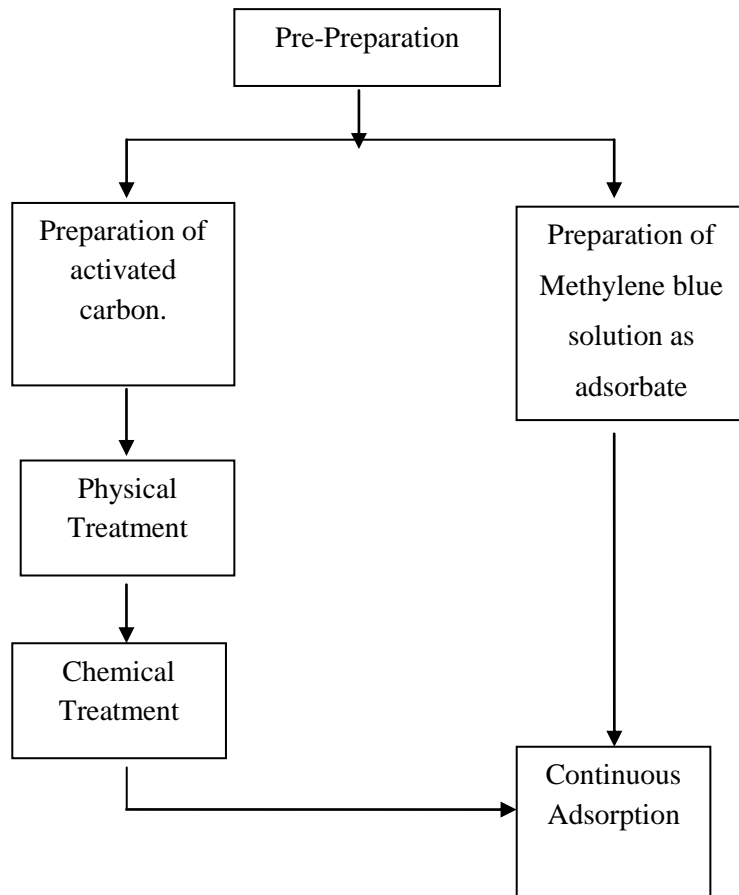 Pre-Preparation
Preparation of
activated
carbon.
Preparation of
Methylene blue
solution as
adsorbate
Physical
Treatment
Chemical
Treatment
Continuous
Adsorption